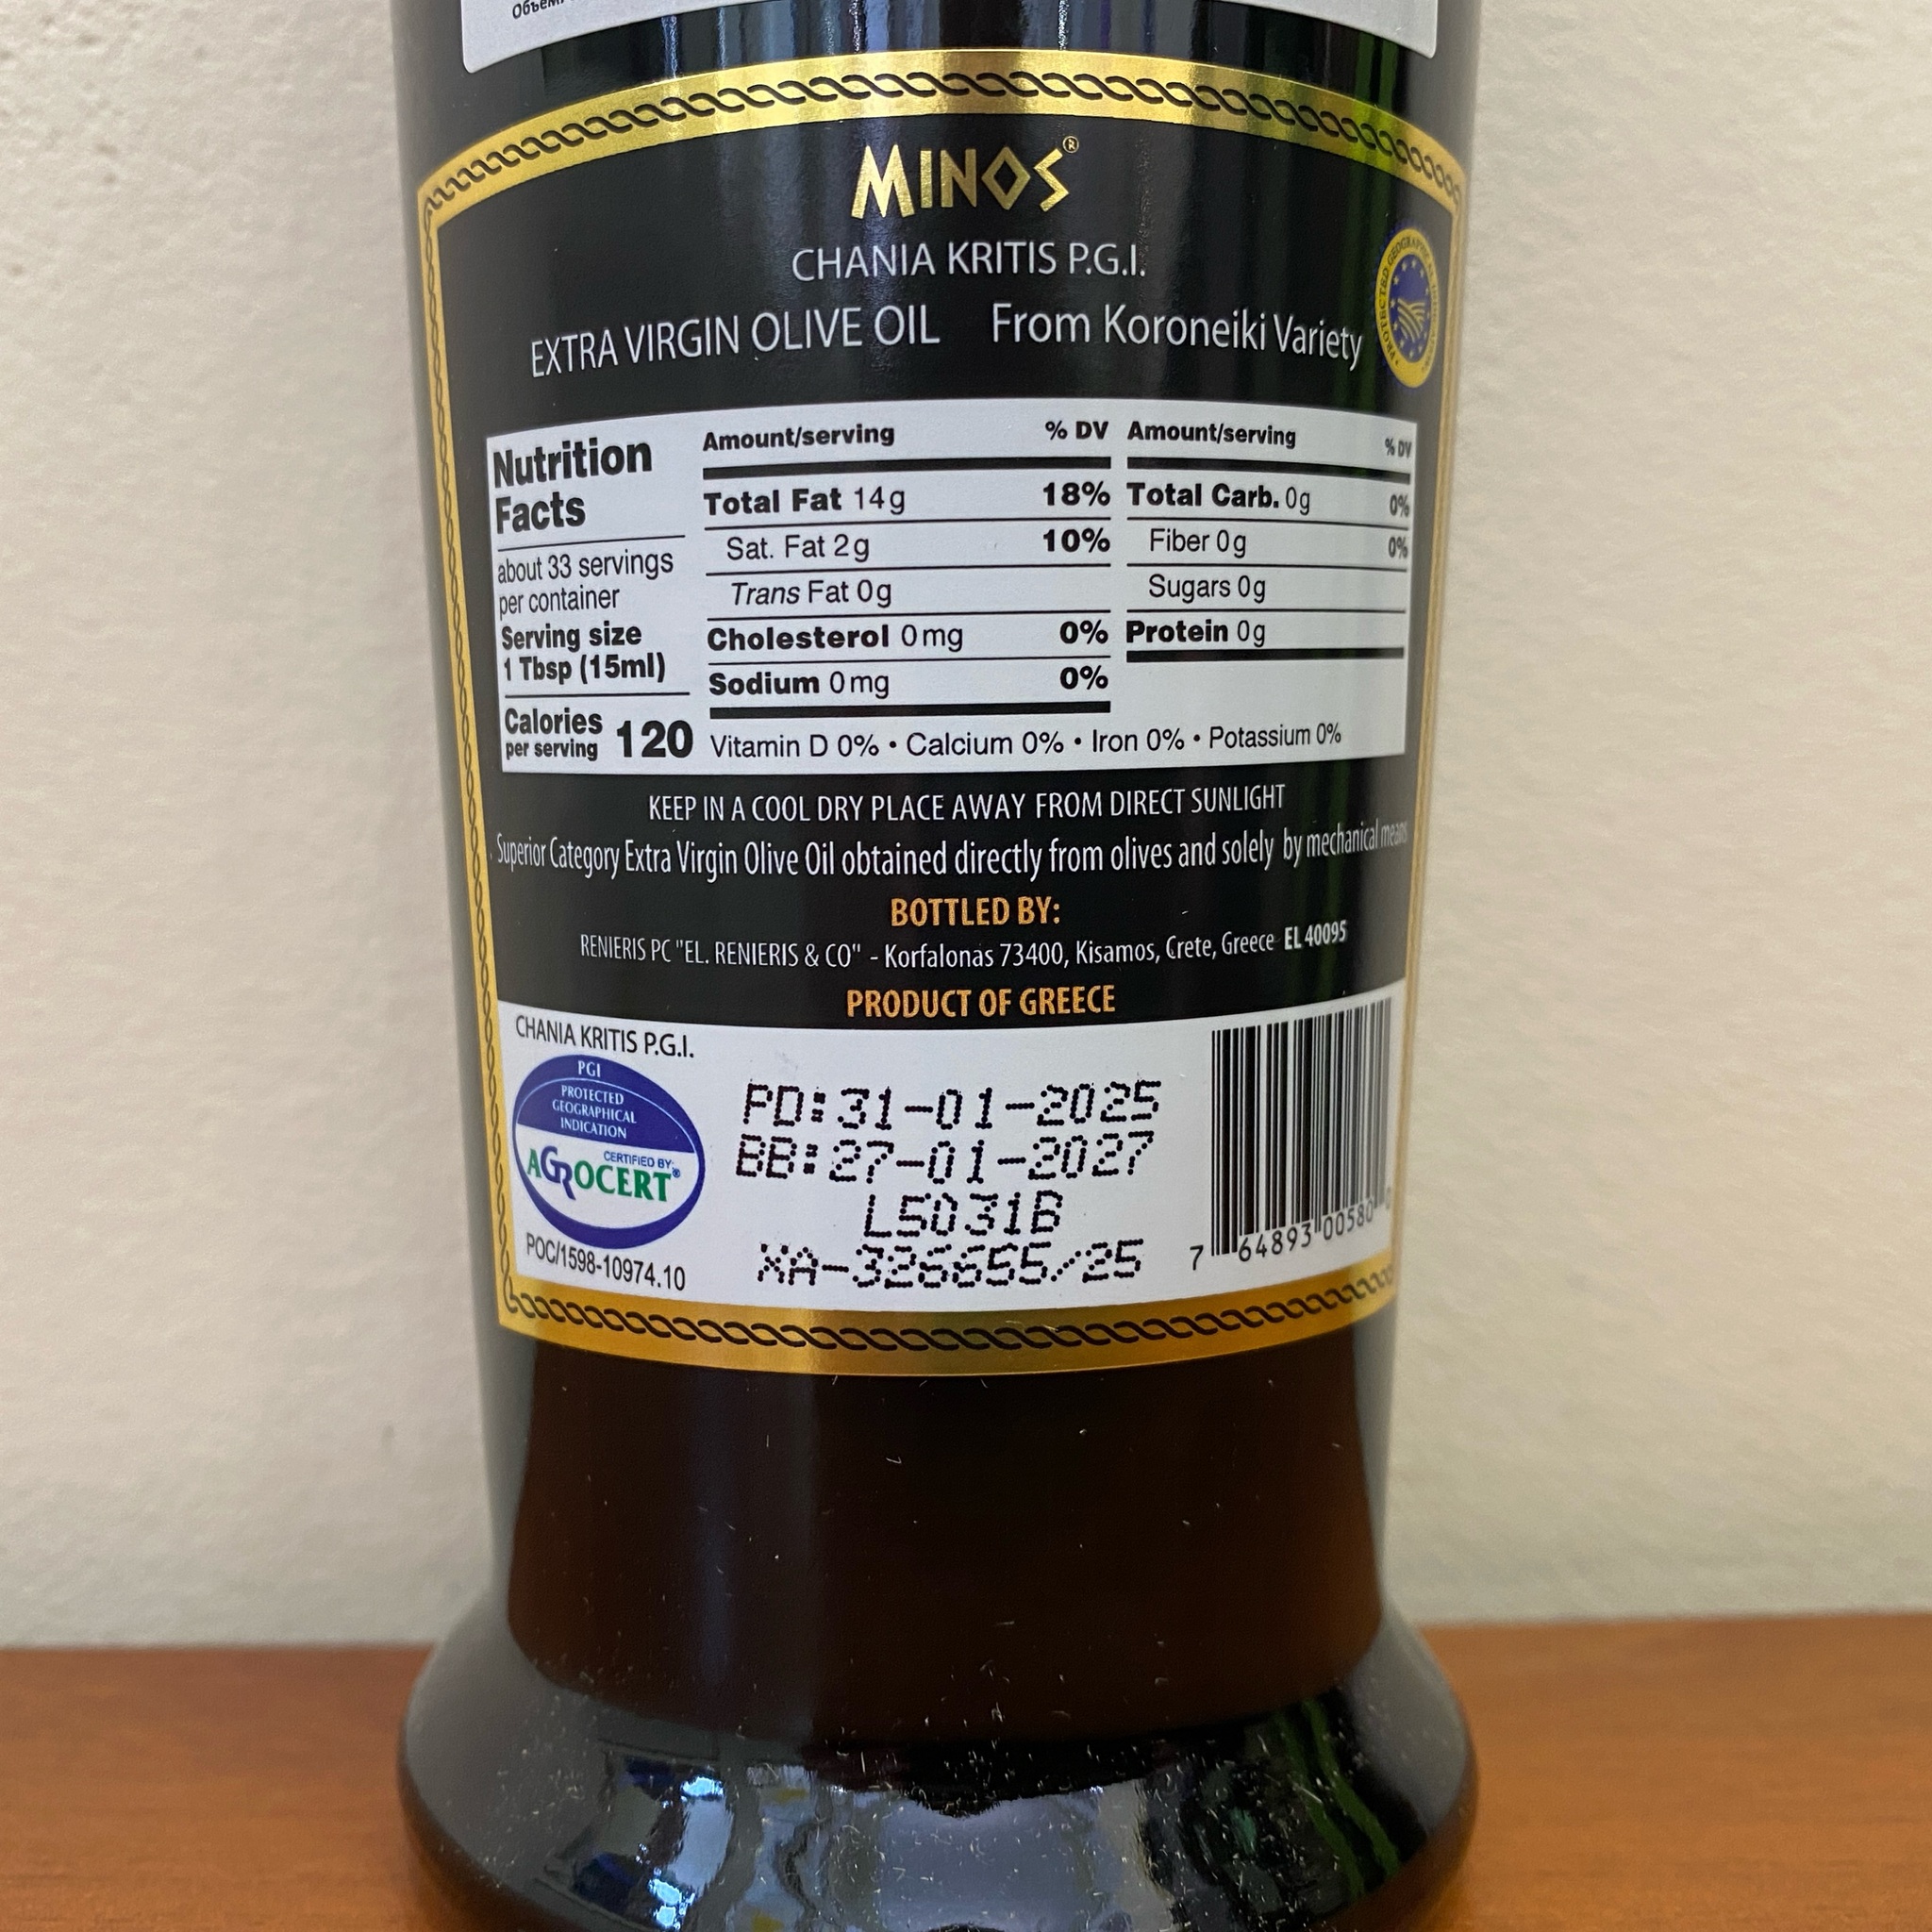 Объем:
MINOS®
CHANIA KRITIS P.G.I.
EXTRA VIRGIN OLIVE OIL From Koroneiki Variety
PROTECTED GEOGRAPHICAL INDICATION
Nutrition
Facts
about 33 servings
per container
Serving size
1 Tbsp (15ml)
Calories
per serving 120
Amount/serving % DV
Total Fat 14g 18%
Sat. Fat 2g 10%
Trans Fat 0g
Cholesterol 0mg 0%
Sodium 0mg 0%
Amount/serving % DV
Total Carb. 0g 0%
Fiber 0g 0%
Sugars 0g
Protein 0g
Vitamin D 0% • Calcium 0% • Iron 0% • Potassium 0%
KEEP IN A COOL DRY PLACE AWAY FROM DIRECT SUNLIGHT
Superior Category Extra Virgin Olive Oil obtained directly from olives and solely by mechanical means
BOTTLED BY:
RENIERIS PC "EL. RENIERIS & CO" - Korfalonas 73400, Kisamos, Crete, Greece EL 40095
PRODUCT OF GREECE
CHANIA KRITIS P.G.I.
PGI
PROTECTED
GEOGRAPHICAL
INDICATION
CERTIFIED BY:
AGROCERT®
POC/1598-10974.10
PD:31-01-2025
BB:27-01-2027
L5031B
XA-326655/25
7 64893 00580 0